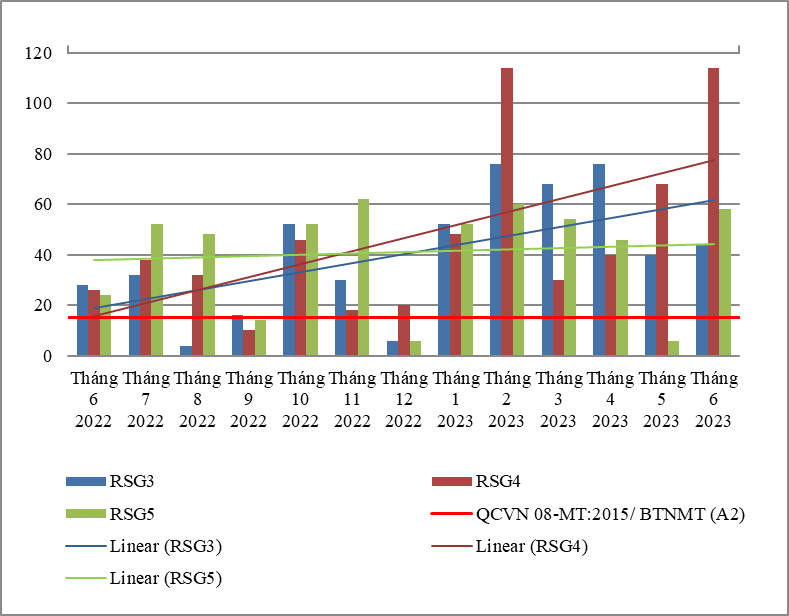 120
100
80
60
40
20
0
Tháng Tháng Tháng Tháng Tháng Tháng Tháng Tháng Tháng Tháng Tháng Tháng Tháng
6 7 8 9 10 11 12 1 2 3 4 5 6
2022 2022 2022 2022 2022 2022 2022 2023 2023 2023 2023 2023 2023
RSG3 RSG4
RSG5 QCVN 08-MT:2015/ BTNMT (A2)
Linear (RSG3) Linear (RSG4)
Linear (RSG5)